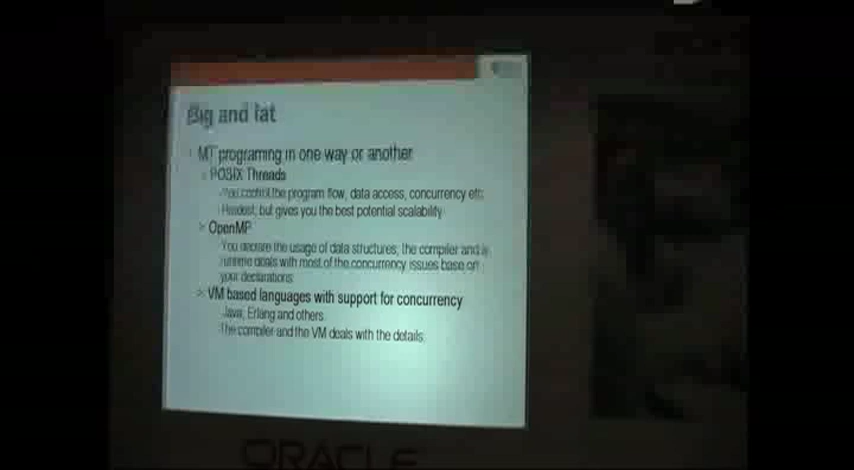 Big and fat
MT programing in one way or another
POSIX Threads
You control the program flow, data access, concurrency etc
Hardest, but gives you the best potential scalability
> OpenMP
You declare the usage of data structures, the compiler and
runtime deals with most of the concurrency issues base on
your declarations
> VM based languages with support for concurrency
Java, Erlang and others
The compiler and the VM deals with the details
ORACLE